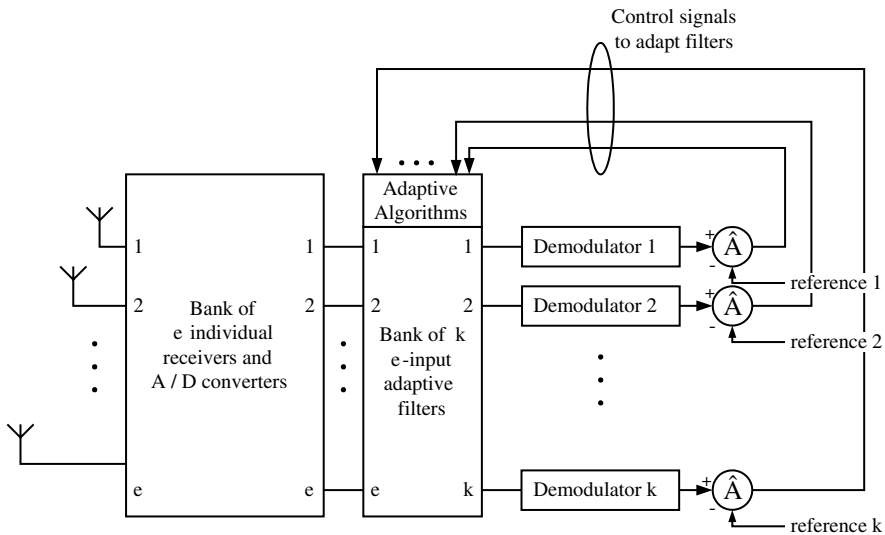 Control signals
to adapt filters
Adaptive
Algorithms
1
1
1
1
Demodulator 1
+
-
Â
reference 1
2
2
2
2
Demodulator 2
+
-
Â
reference 2
Bank of
e individual
receivers and
A / D converters
Bank of k
e-input
adaptive
filters
e
e
e
k
Demodulator k
+
-
Â
reference k